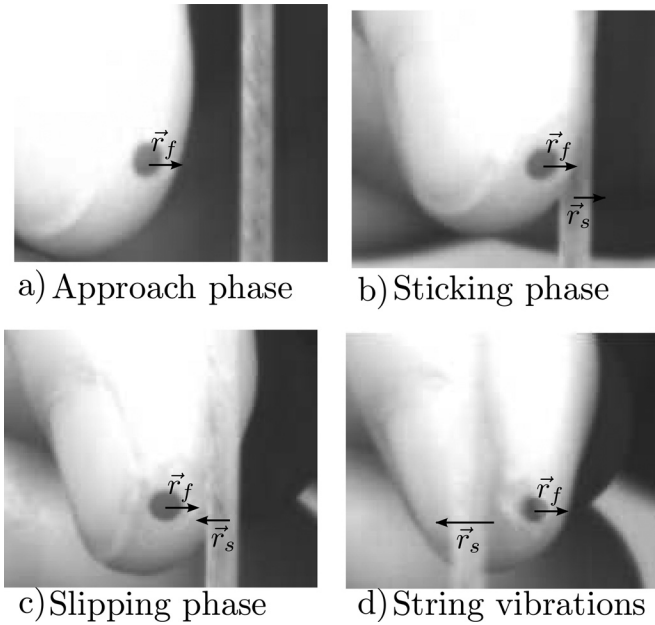 r⃗f
a) Approach phase
r⃗f
r⃗s
b) Sticking phase
r⃗f
r⃗s
c) Slipping phase
r⃗f
r⃗s
d) String vibrations